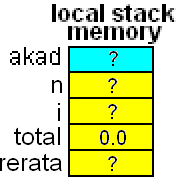 local stack
memory
akad ?
n ?
i ?
total 0.0
rerata ?